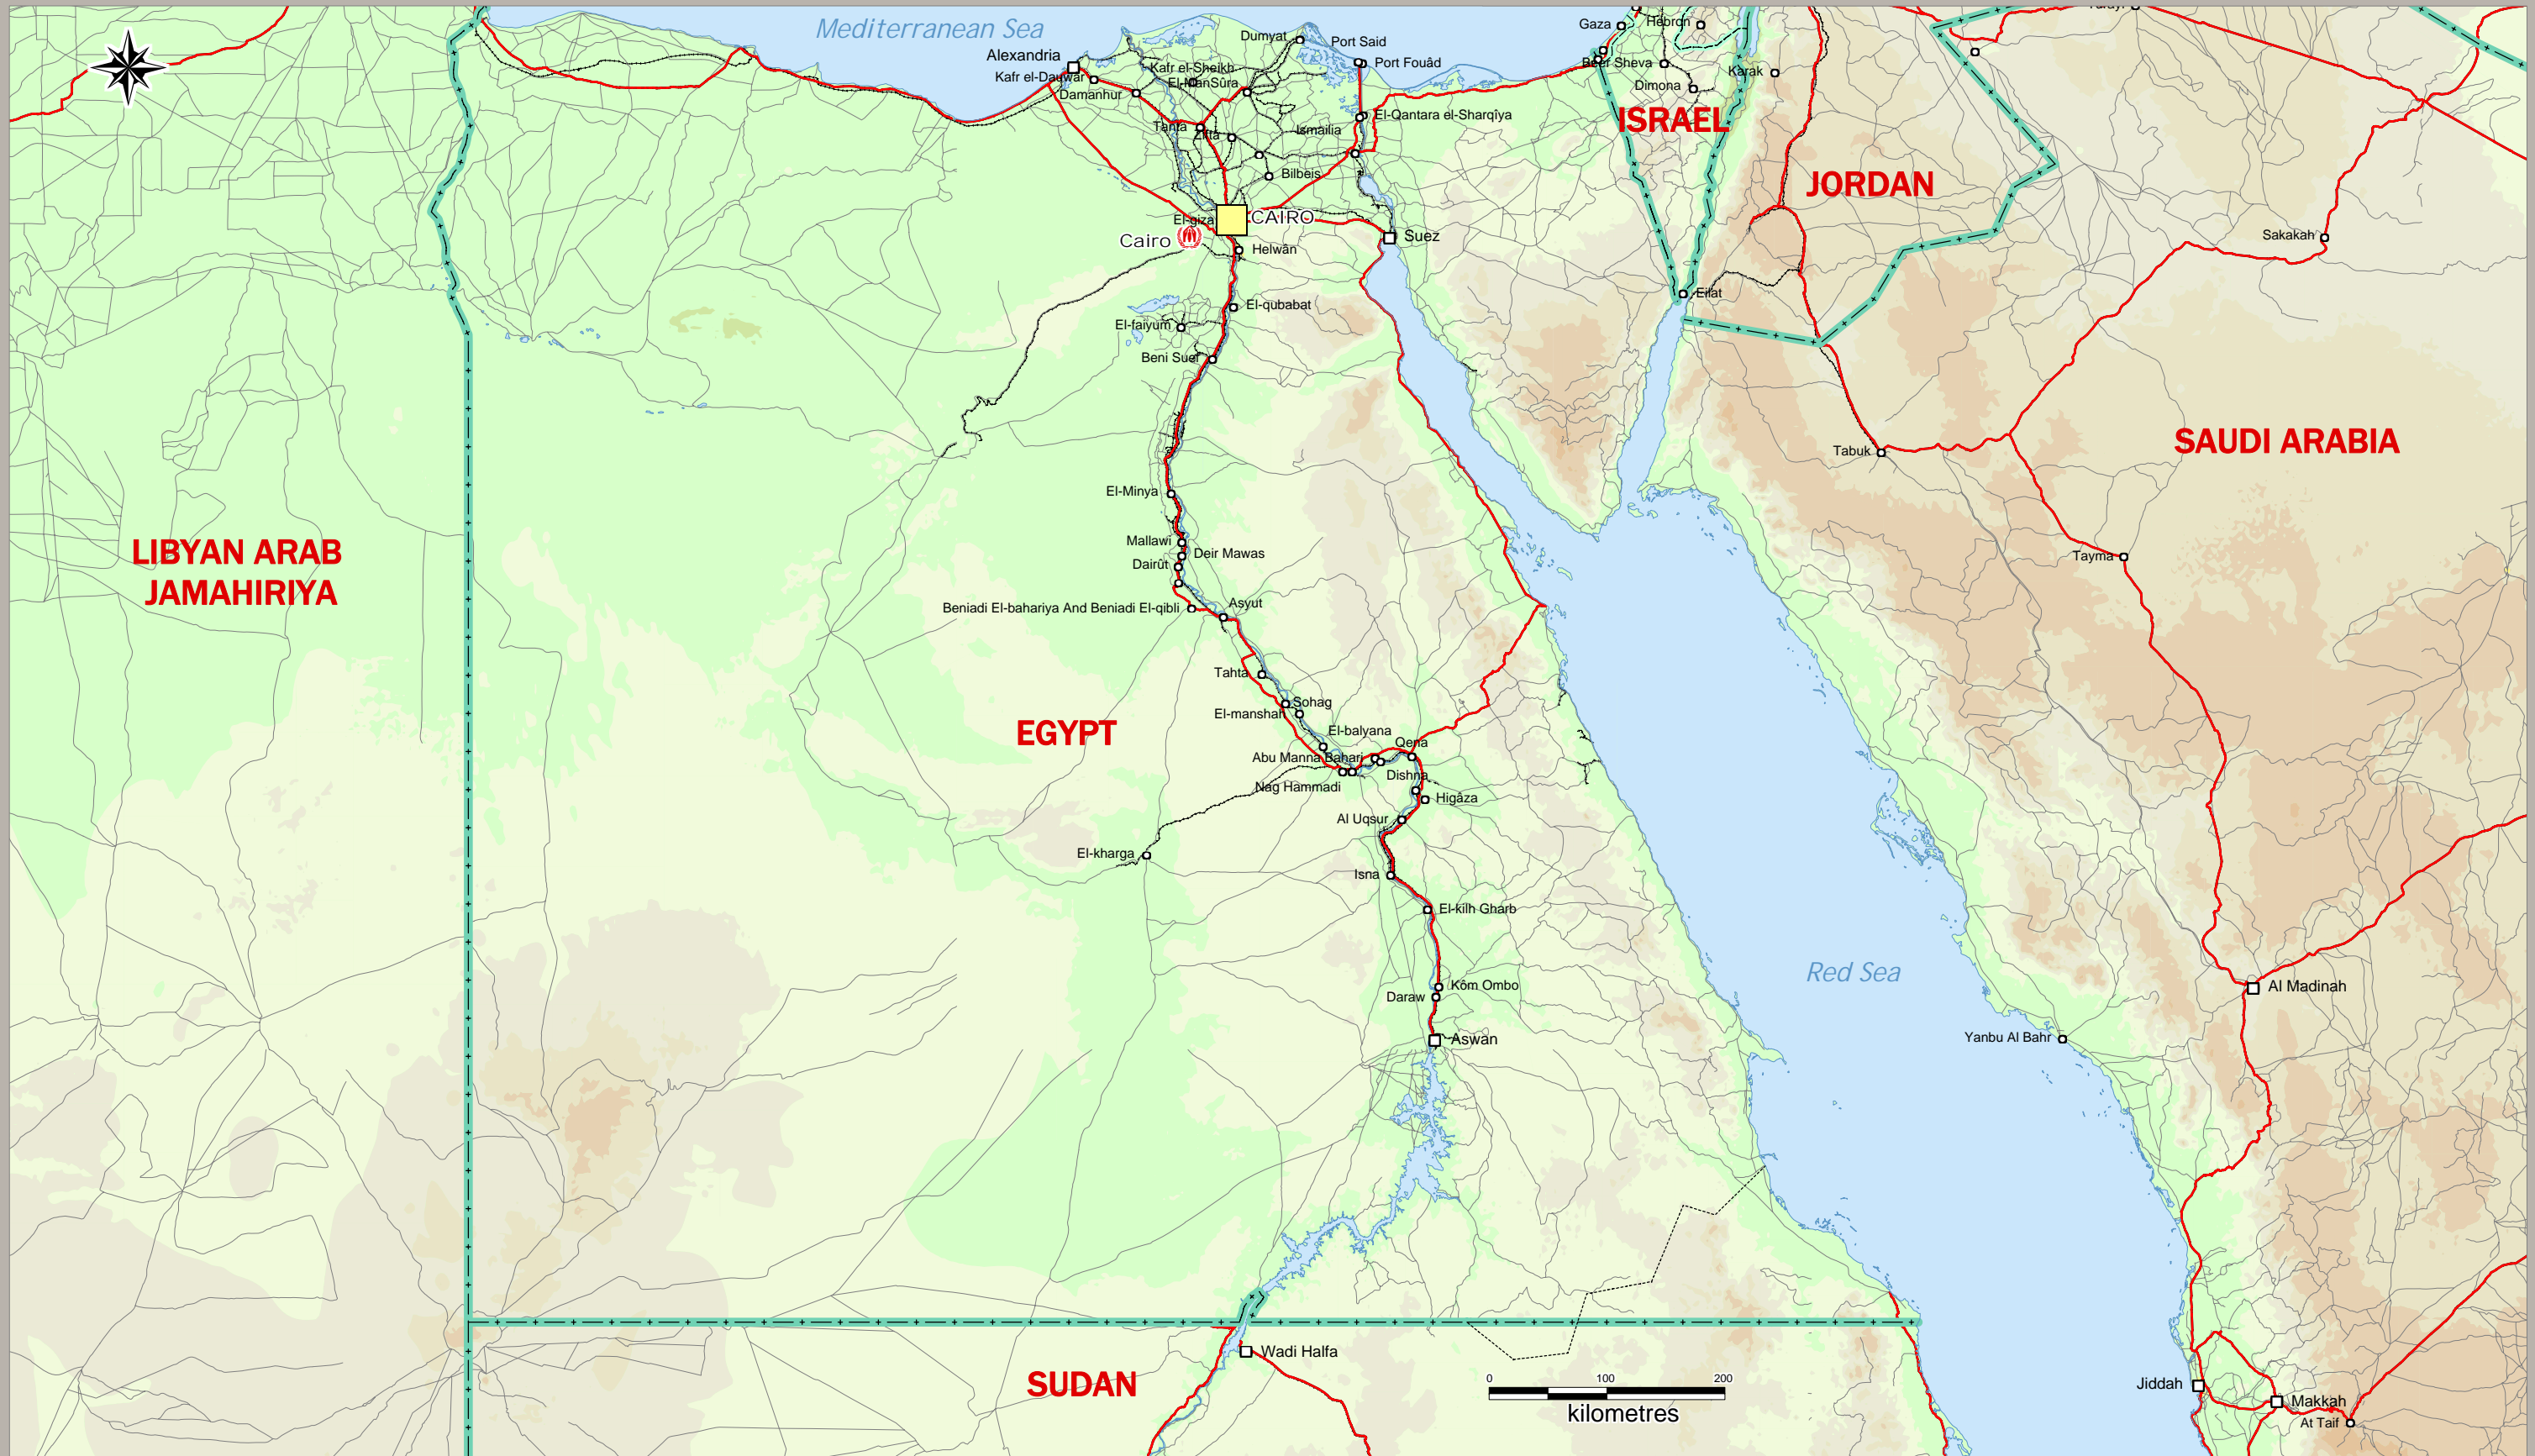 Mediterranean Sea
Alexandria
Kafr el-Dauwar
Damanhur
Kafr el-Sheikh
El-ManSûra
Dumyat
Port Said
Port Fouâd
Tanta
Zifta
Ismailia
El-Qantara el-Sharqîya
Bilbeis
El-giza
CAIRO
Cairo
Helwân
Suez
Gaza
Hebron
Beer Sheva
Dimona
Karak
ISRAEL
JORDAN
Sakakah
Eilat
El-qubabat
El-faiyum
Beni Suef
Tabuk
SAUDI ARABIA
El-Minya
Mallawi
Deir Mawas
Dairût
Tayma
LIBYAN ARAB
JAMAHIRIYA
Beniadi El-bahariya And Beniadi El-qibli
Asyut
Tahta
Sohag
El-manshah
EGYPT
El-balyana
Qena
Abu Manna Bahari
Dishna
Nag Hammadi
Higâza
Al Uqsur
El-kharga
Isna
El-kilh Gharb
Red Sea
Kôm Ombo
Daraw
Al Madinah
Aswan
Yanbu Al Bahr
Wadi Halfa
SUDAN
0 100 200
kilometres
Jiddah
Makkah
At Taif